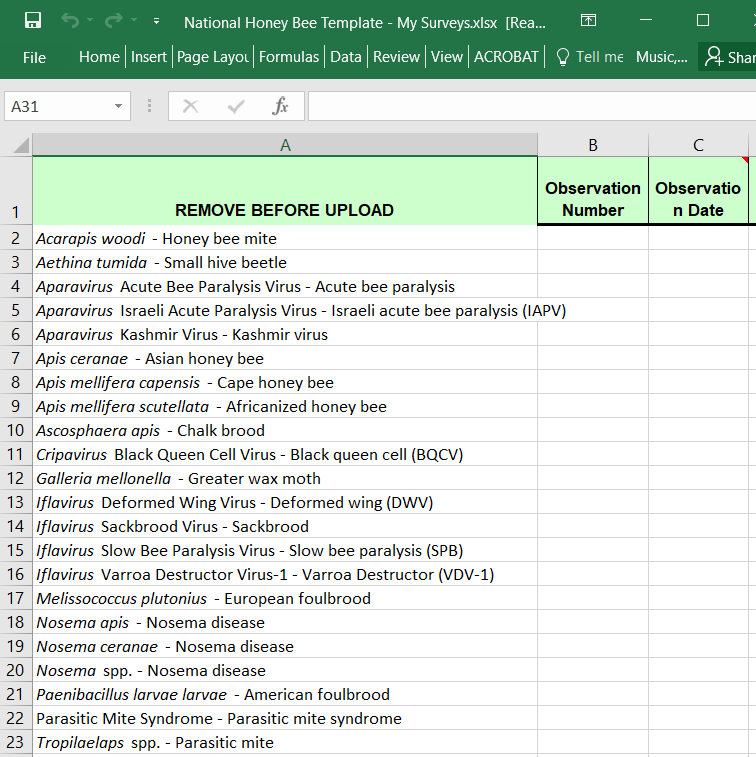 National Honey Bee Template - My Surveys.xlsx [Rea...
File Home Insert Page Layou Formulas Data Review View ACROBAT Tell me Music,... Shar
A31 fx
A B C
1 REMOVE BEFORE UPLOAD Observation Number Observatio n Date
2 Acarapis woodi - Honey bee mite
3 Aethina tumida - Small hive beetle
4 Aparavirus Acute Bee Paralysis Virus - Acute bee paralysis
5 Aparavirus Israeli Acute Paralysis Virus - Israeli acute bee paralysis (IAPV)
6 Aparavirus Kashmir Virus - Kashmir virus
7 Apis ceranae - Asian honey bee
8 Apis mellifera capensis - Cape honey bee
9 Apis mellifera scutellata - Africanized honey bee
10 Ascosphaera apis - Chalk brood
11 Cripavirus Black Queen Cell Virus - Black queen cell (BQCV)
12 Galleria mellonella - Greater wax moth
13 Iflavirus Deformed Wing Virus - Deformed wing (DWV)
14 Iflavirus Sackbrood Virus - Sackbrood
15 Iflavirus Slow Bee Paralysis Virus - Slow bee paralysis (SPB)
16 Iflavirus Varroa Destructor Virus-1 - Varroa Destructor (VDV-1)
17 Melissococcus plutonius - European foulbrood
18 Nosema apis - Nosema disease
19 Nosema ceranae - Nosema disease
20 Nosema spp. - Nosema disease
21 Paenibacillus larvae larvae - American foulbrood
22 Parasitic Mite Syndrome - Parasitic mite syndrome
23 Tropilaelaps spp. - Parasitic mite